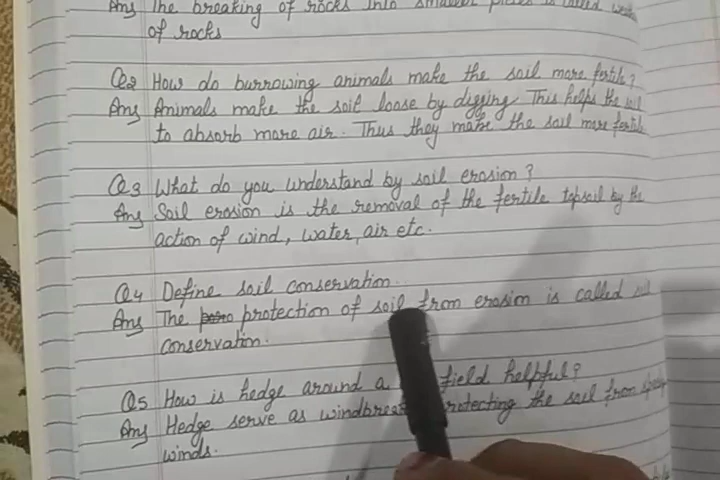 Ans The breaking of rocks into smaller pieces is called
of rocks
Q2 How do burrowing animals make the soil more fertile?
Ans Animals make the soil loose by digging. This helps the soil
to absorb more air. Thus they make the soil more fertile
Q3 What do you understand by soil erosion?
Ans Soil erosion is the removal of the fertile topsoil by the
action of wind, water, air etc.
Q4 Define soil conservation.
Ans The protection of soil from erosion is called soil
conservation.
Q5 How is hedge around a field helpful?
Ans Hedge serve as protecting the soil from
winds.